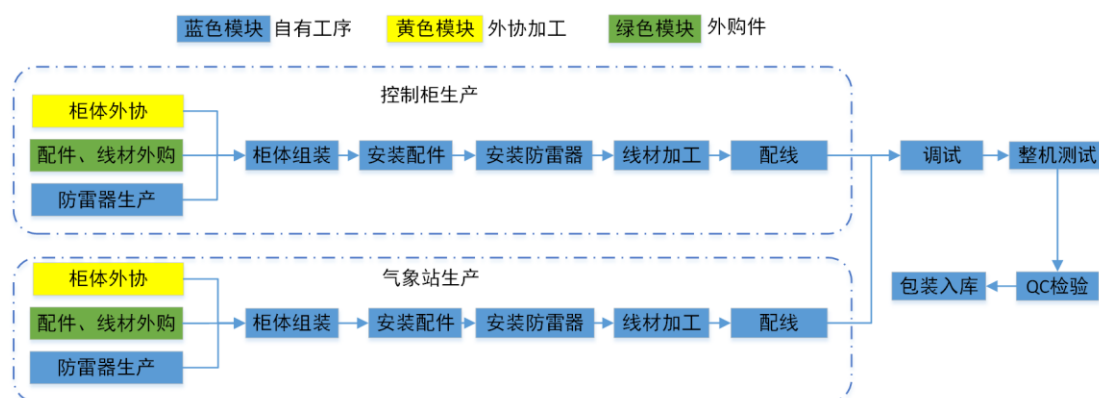 蓝色模块 自有工序 黄色模块 外协加工 绿色模块 外购件
控制柜生产
柜体外协
配件、线材外购 柜体组装 安装配件 安装防雷器 线材加工 配线 调试 整机测试
防雷器生产
气象站生产
柜体外协
包装入库 QC检验
配件、线材外购 柜体组装 安装配件 安装防雷器 线材加工 配线
防雷器生产